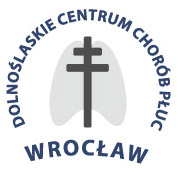 DOLNOŚLĄSKIE CENTRUM CHORÓB PŁUC
WROCŁAW